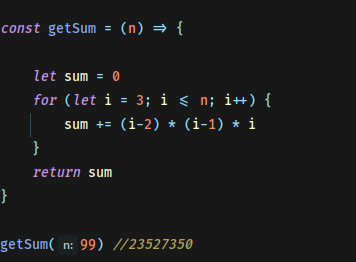 const getSum = (n) => {
let sum = 0
for (let i = 3; i <= n; i++) {
sum += (i-2) * (i-1) * i
}
return sum
}
getSum( n: 99) //23527350